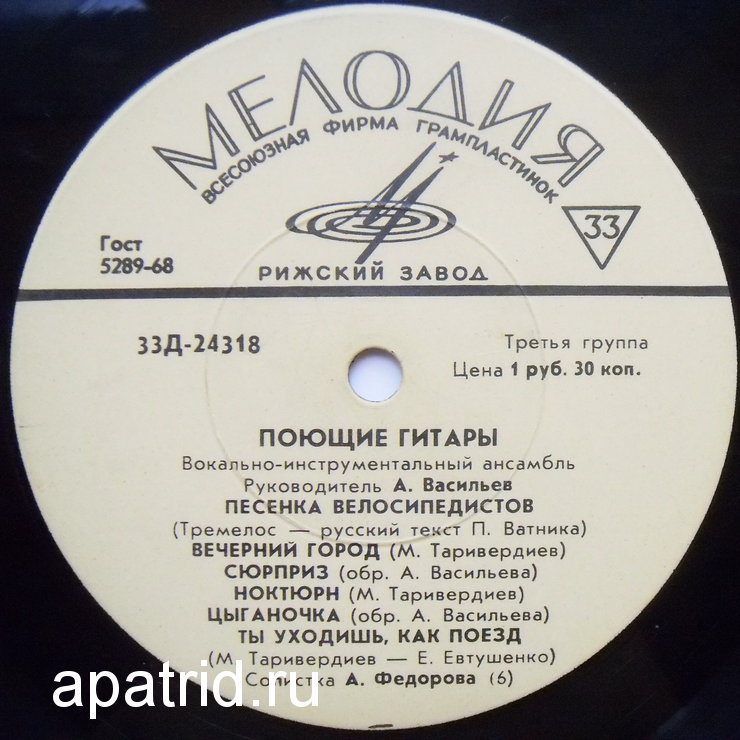 МЕЛОДИЯ
ВСЕСОЮЗНАЯ ФИРМА ГРАМПЛАСТИНОК
33
Гост
5289-68
РИЖСКИЙ ЗАВОД
33Д-24318
Третья группа
Цена 1 руб. 30 коп.
ПОЮЩИЕ ГИТАРЫ
Вокально-инструментальный ансамбль
Руководитель А. Васильев
ПЕСЕНКА ВЕЛОСИПЕДИСТОВ
(Тремелос — русский текст П. Ватника)
ВЕЧЕРНИЙ ГОРОД (М. Таривердиев)
СЮРПРИЗ (обр. А. Васильева)
НОКТЮРН (М. Таривердиев)
ЦЫГАНОЧКА (обр. А. Васильева)
ТЫ УХОДИШЬ, КАК ПОЕЗД
(М. Таривердиев — Е. Евтушенко)
Солистка А. Федорова (6)
apatrid.ru